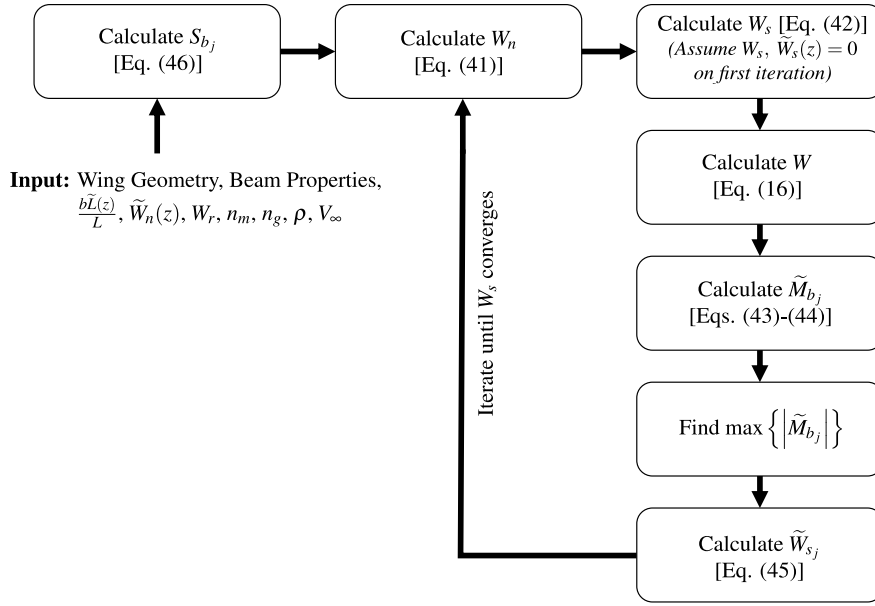 Calculate S_{b_j}
[Eq. (46)]
Calculate W_n
[Eq. (41)]
Calculate W_s [Eq. (42)]
(Assume W_s, W̃_s(z) = 0
on first iteration)
Input: Wing Geometry, Beam Properties,
\frac{bL̃(z)}{L}, W̃_n(z), W_r, n_m, n_g, ρ, V_∞
Calculate W
[Eq. (16)]
Calculate M̃_{b_j}
[Eqs. (43)-(44)]
Find max {|M̃_{b_j}|}
Calculate W̃_{s_j}
[Eq. (45)]
Iterate until W_s converges